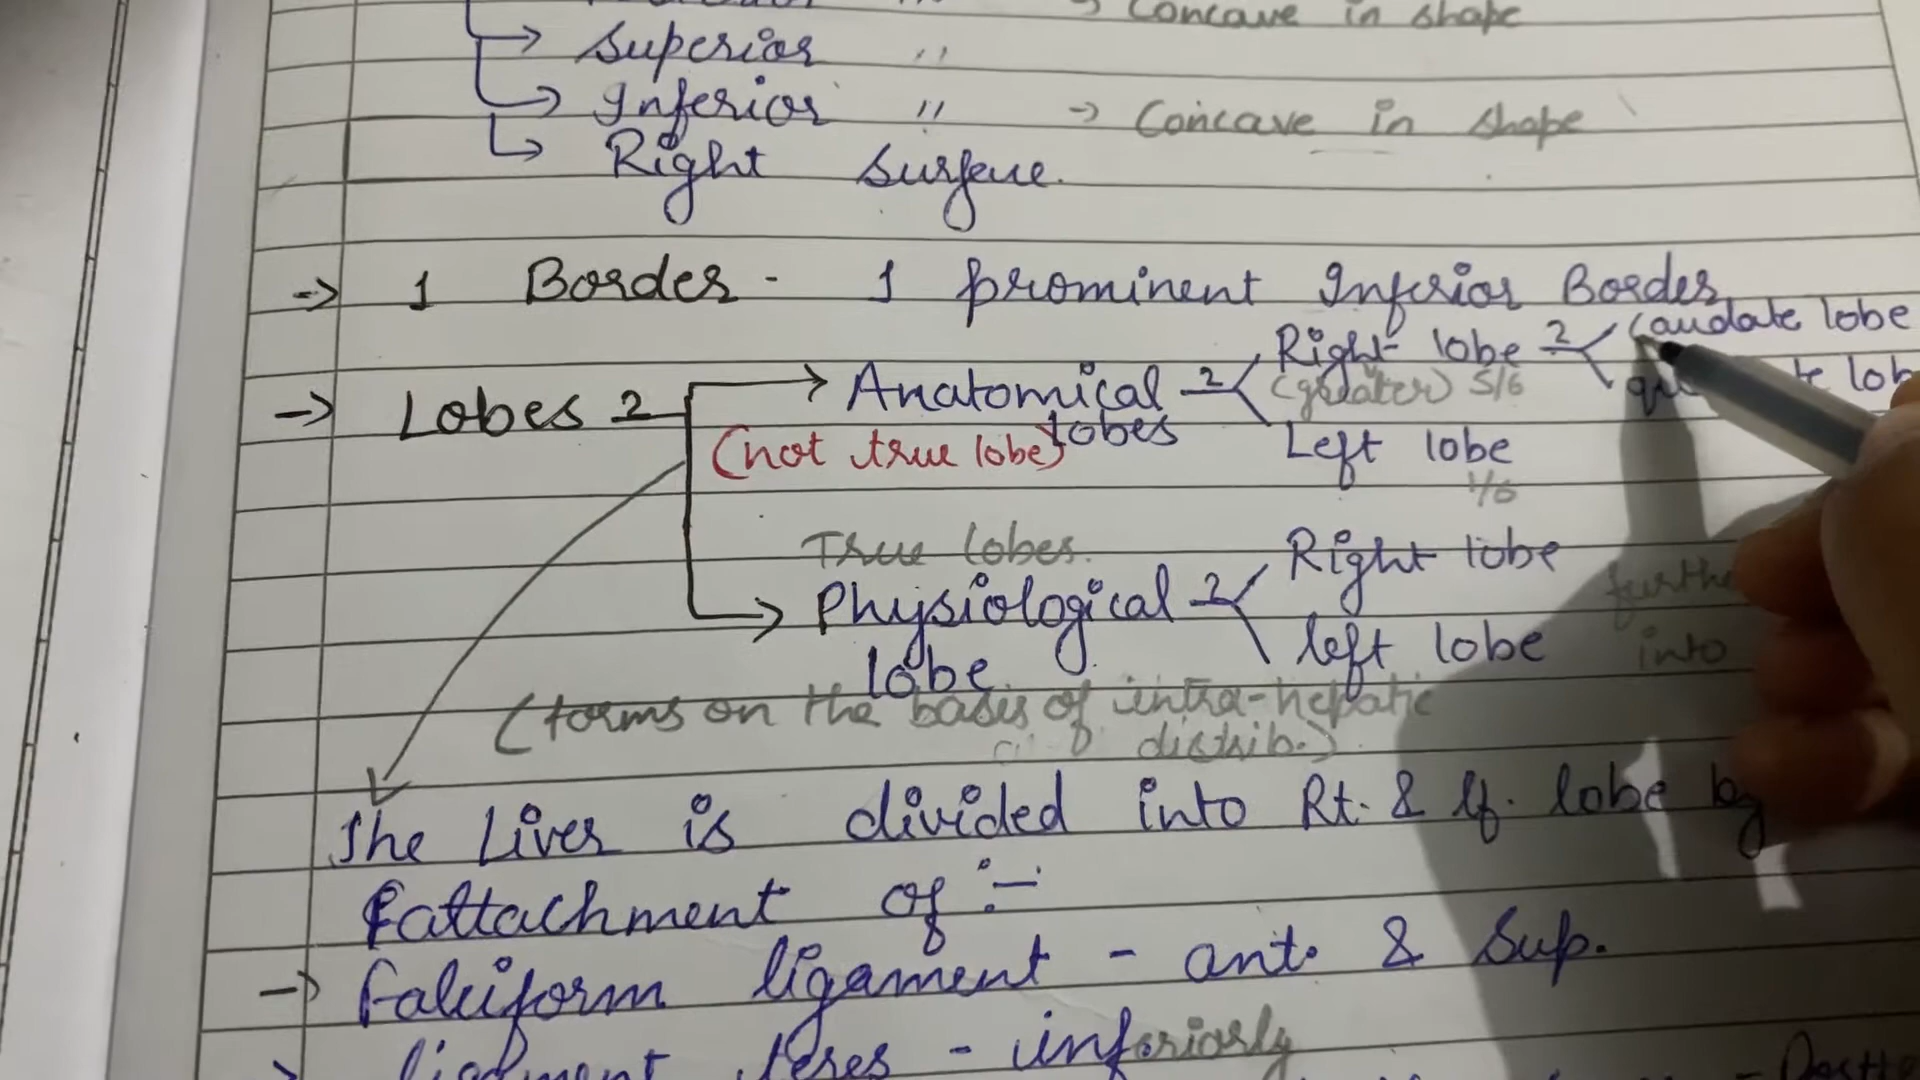 Concave in shape
→ Superior "
→ Inferior " → Concave in shape
→ Right surface.
→ 1 Border - 1 prominent Inferior Border
→ Lobes 2 → Anatomical lobes 2 Right lobe 2 Caudate lobe
(greater) 5/6
(not true lobe) Left lobe
1/6
True lobes. Right lobe
→ Physiological lobe 2 left lobe into
(forms on the basis of intra-hepatic
distrib.)
The Liver is divided into Rt. & lf. lobe by
attachment of :-
→ Falciform ligament - ant. & Sup.
ligament teres - inferiorly